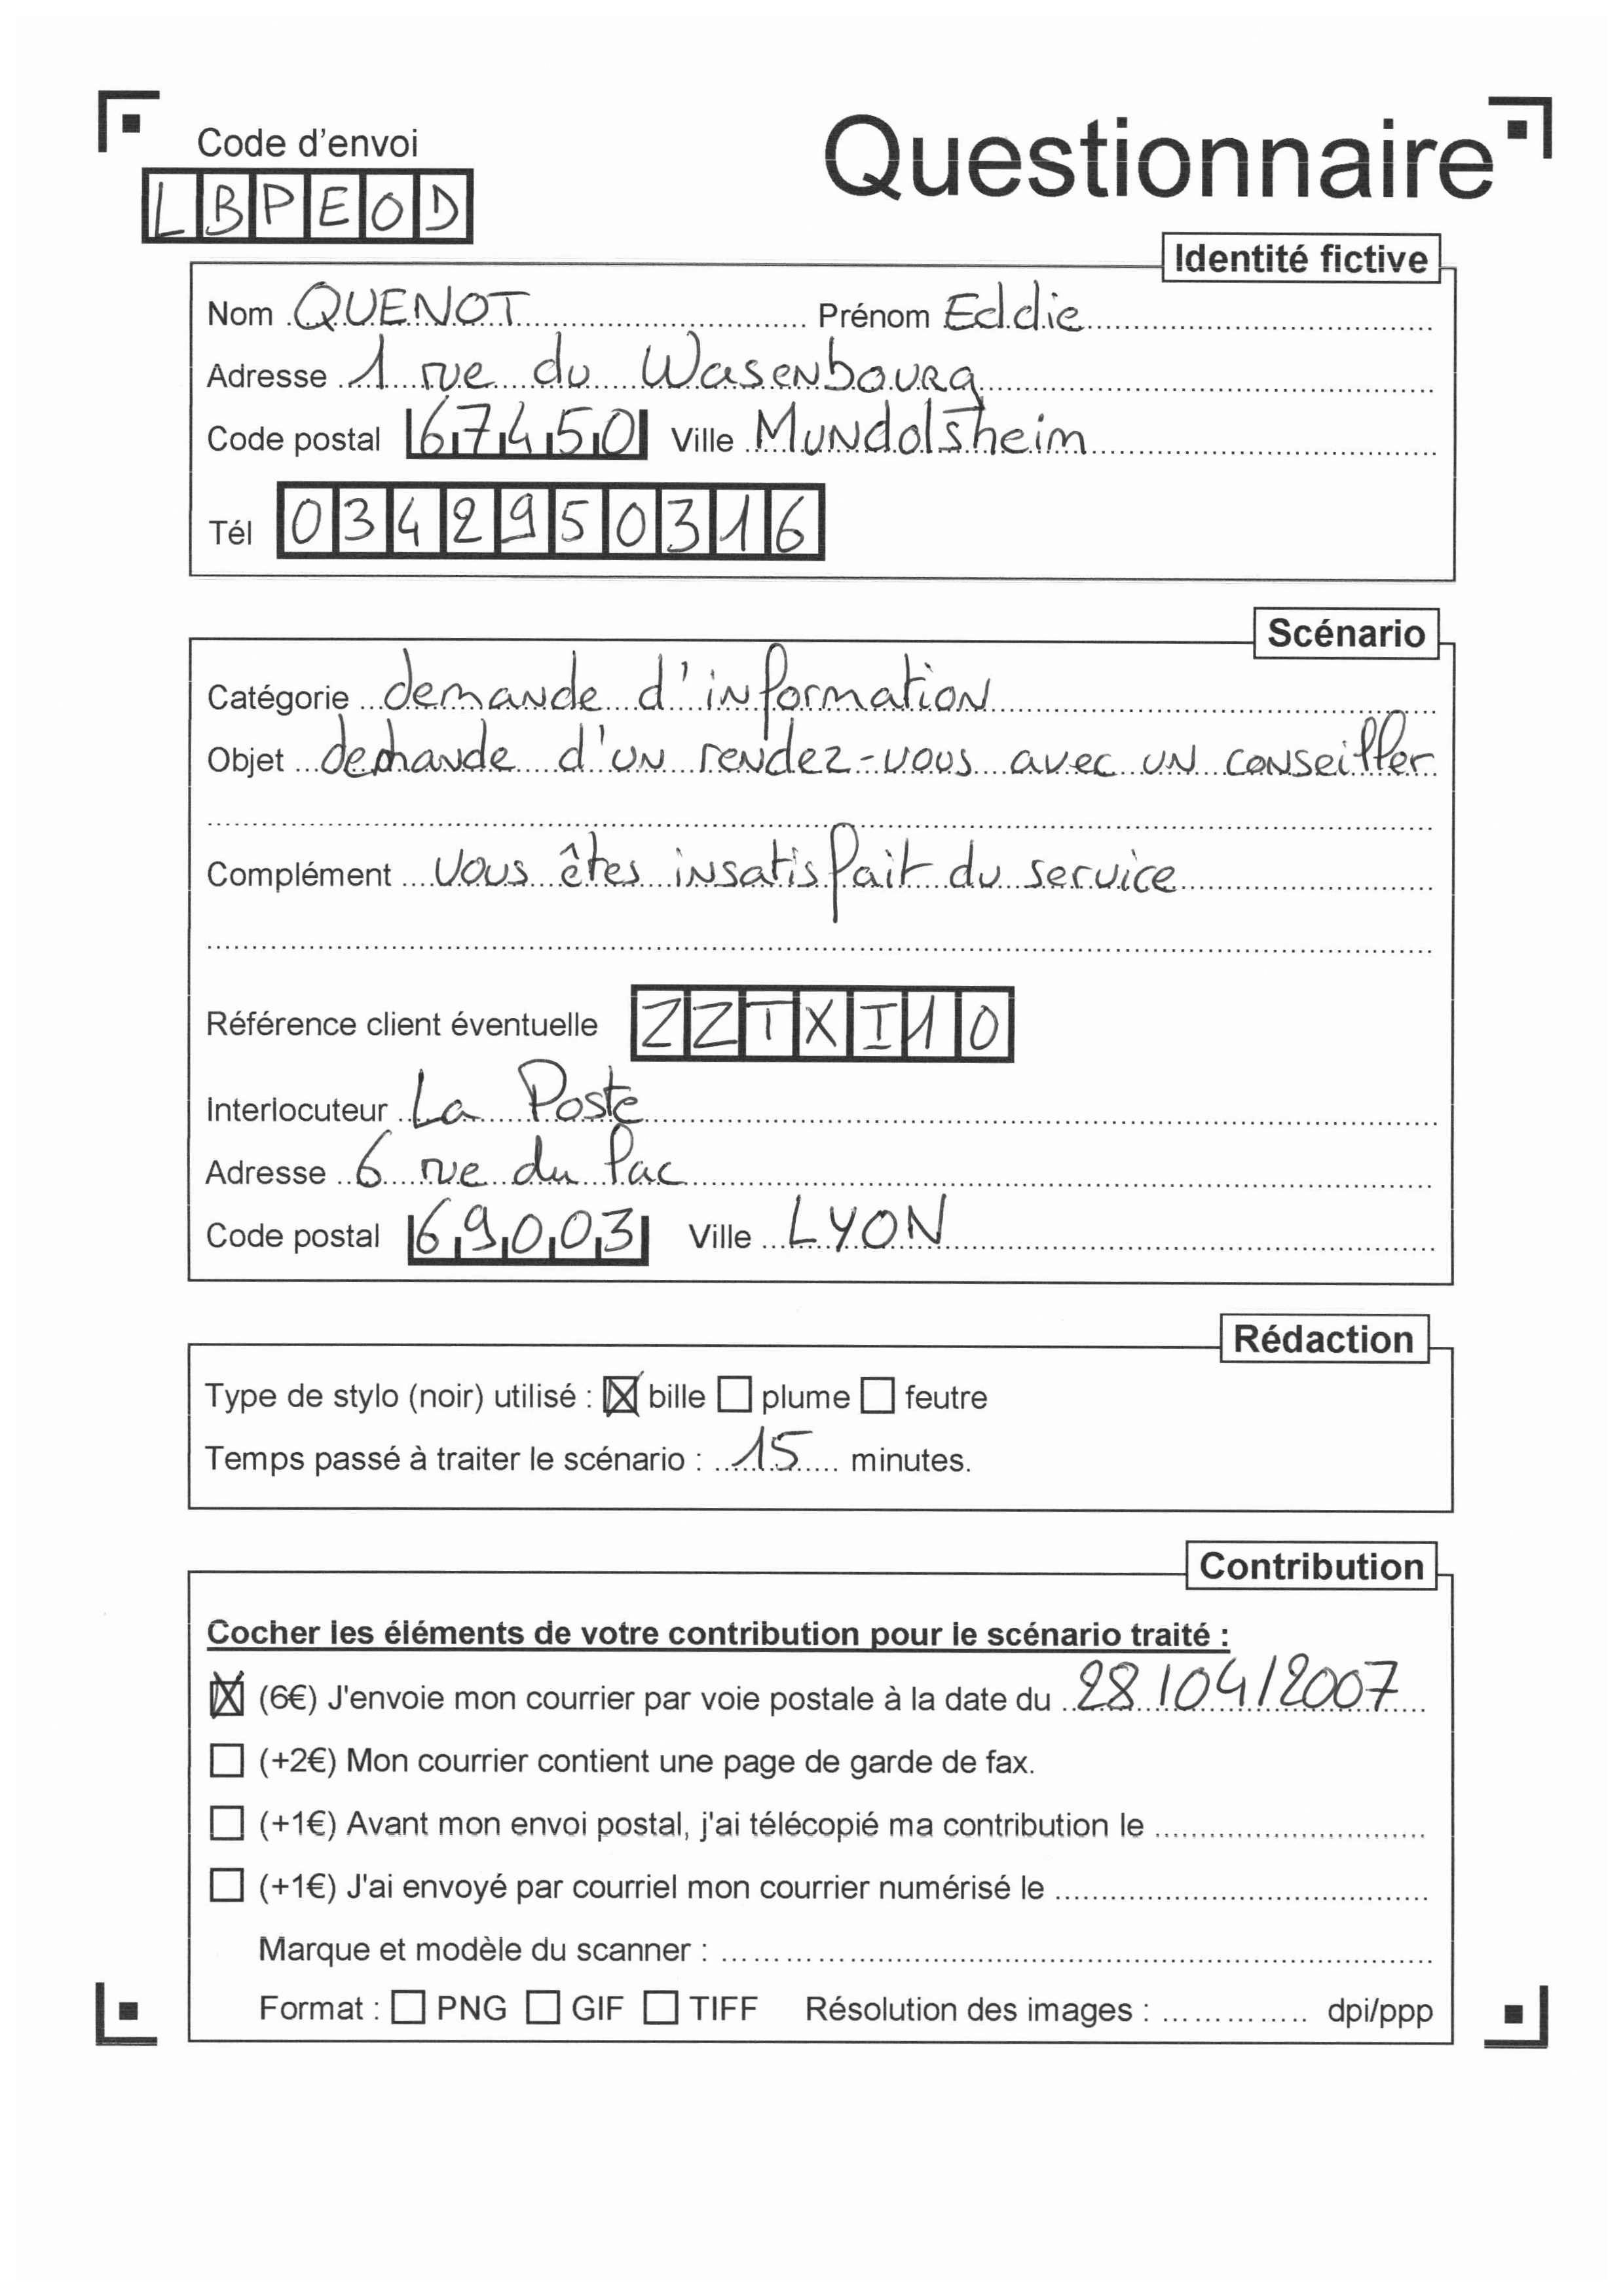 Code d'envoi
LBPEOD
Questionnaire
Identité fictive
Nom QUENOT Prénom Eddie
Adresse 1 rue du Wasenbourg
Code postal 67450 Ville Mundolsheim
Tél 0342950316
Scénario
Catégorie demande d'information
Objet demande d'un rendez-vous avec un conseiller
Complément Vous êtes insatisfait du service
Référence client éventuelle ZZTXI10
Interlocuteur La Poste
Adresse 6 rue du lac
Code postal 69003 Ville LYON
Rédaction
Type de stylo (noir) utilisé : ☒ bille ☐ plume ☐ feutre
Temps passé à traiter le scénario : 15 minutes.
Contribution
Cocher les éléments de votre contribution pour le scénario traité :
☒ (6€) J'envoie mon courrier par voie postale à la date du 28/04/2007
☐ (+2€) Mon courrier contient une page de garde de fax.
☐ (+1€) Avant mon envoi postal, j'ai télécopié ma contribution le
☐ (+1€) J'ai envoyé par courriel mon courrier numérisé le
Marque et modèle du scanner :
Format : ☐ PNG ☐ GIF ☐ TIFF Résolution des images : dpi/ppp